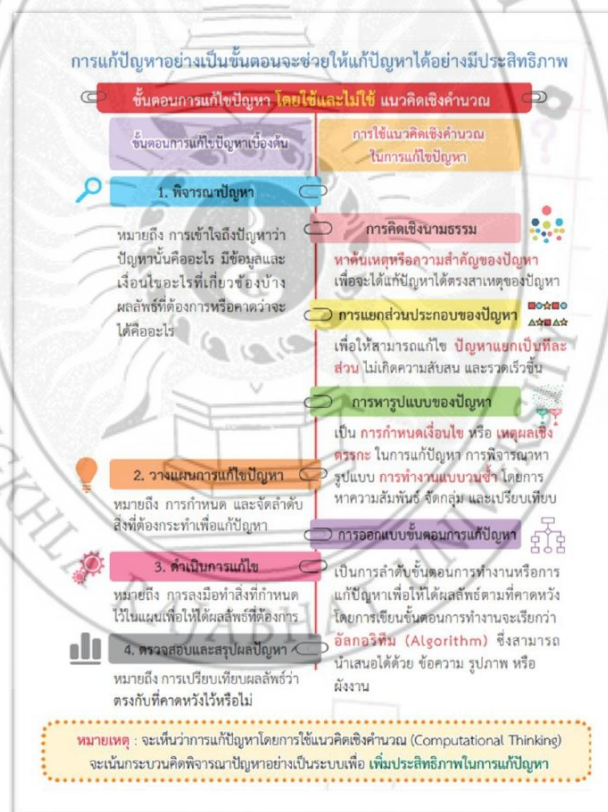 การแก้ปัญหาอย่างเป็นขั้นตอนจะช่วยให้แก้ปัญหาได้อย่างมีประสิทธิภาพ
ขั้นตอนการแก้ไขปัญหา โดยใช้และไม่ใช้ แนวคิดเชิงคำนวณ
ขั้นตอนการแก้ไขปัญหาเบื้องต้น
1. พิจารณาปัญหา
หมายถึง การเข้าใจถึงปัญหาว่า
ปัญหานั้นคืออะไร มีข้อมูลและ
เงื่อนไขอะไรที่เกี่ยวข้องบ้าง
ผลลัพธ์ที่ต้องการหรือคาดว่าจะ
ได้คืออะไร
2. วางแผนการแก้ไขปัญหา
หมายถึง การกำหนด และจัดลำดับ
สิ่งที่ต้องกระทำเพื่อแก้ปัญหา
3. ดำเนินการแก้ไข
หมายถึง การลงมือทำสิ่งที่กำหนด
ไว้ในแผนเพื่อให้ได้ผลลัพธ์ที่ต้องการ
4. ตรวจสอบและสรุปผลปัญหา
หมายถึง การเปรียบเทียบผลลัพธ์ว่า
ตรงกับที่คาดหวังไว้หรือไม่
การใช้แนวคิดเชิงคำนวณ
ในการแก้ไขปัญหา
การคิดเชิงนามธรรม
หาต้นเหตุหรือความสำคัญของปัญหา
เพื่อจะได้แก้ปัญหาได้ตรงสาเหตุของปัญหา
การแยกส่วนประกอบของปัญหา
เพื่อให้สามารถแก้ไข ปัญหาแยกเป็นทีละ
ส่วน ไม่เกิดความสับสน และรวดเร็วขึ้น
การหารูปแบบของปัญหา
เป็น การกำหนดเงื่อนไข หรือ เหตุผลเชิง
ตรรกะ ในการแก้ปัญหา การพิจารณาหา
รูปแบบ การทำงานแบบวนซ้ำ โดยการ
หาความสัมพันธ์ จัดกลุ่ม และเปรียบเทียบ
การออกแบบขั้นตอนการแก้ปัญหา
เป็นการลำดับขั้นตอนการทำงานหรือการ
แก้ปัญหาเพื่อให้ได้ผลลัพธ์ตามที่คาดหวัง
โดยการเขียนขั้นตอนการทำงานจะเรียกว่า
อัลกอริทึม (Algorithm) ซึ่งสามารถ
นำเสนอได้ด้วย ข้อความ รูปภาพ หรือ
ผังงาน
หมายเหตุ : จะเห็นว่าการแก้ปัญหาโดยการใช้แนวคิดเชิงคำนวณ (Computational Thinking)
จะเน้นกระบวนคิดพิจารณาปัญหาอย่างเป็นระบบเพื่อ เพิ่มประสิทธิภาพในการแก้ปัญหา